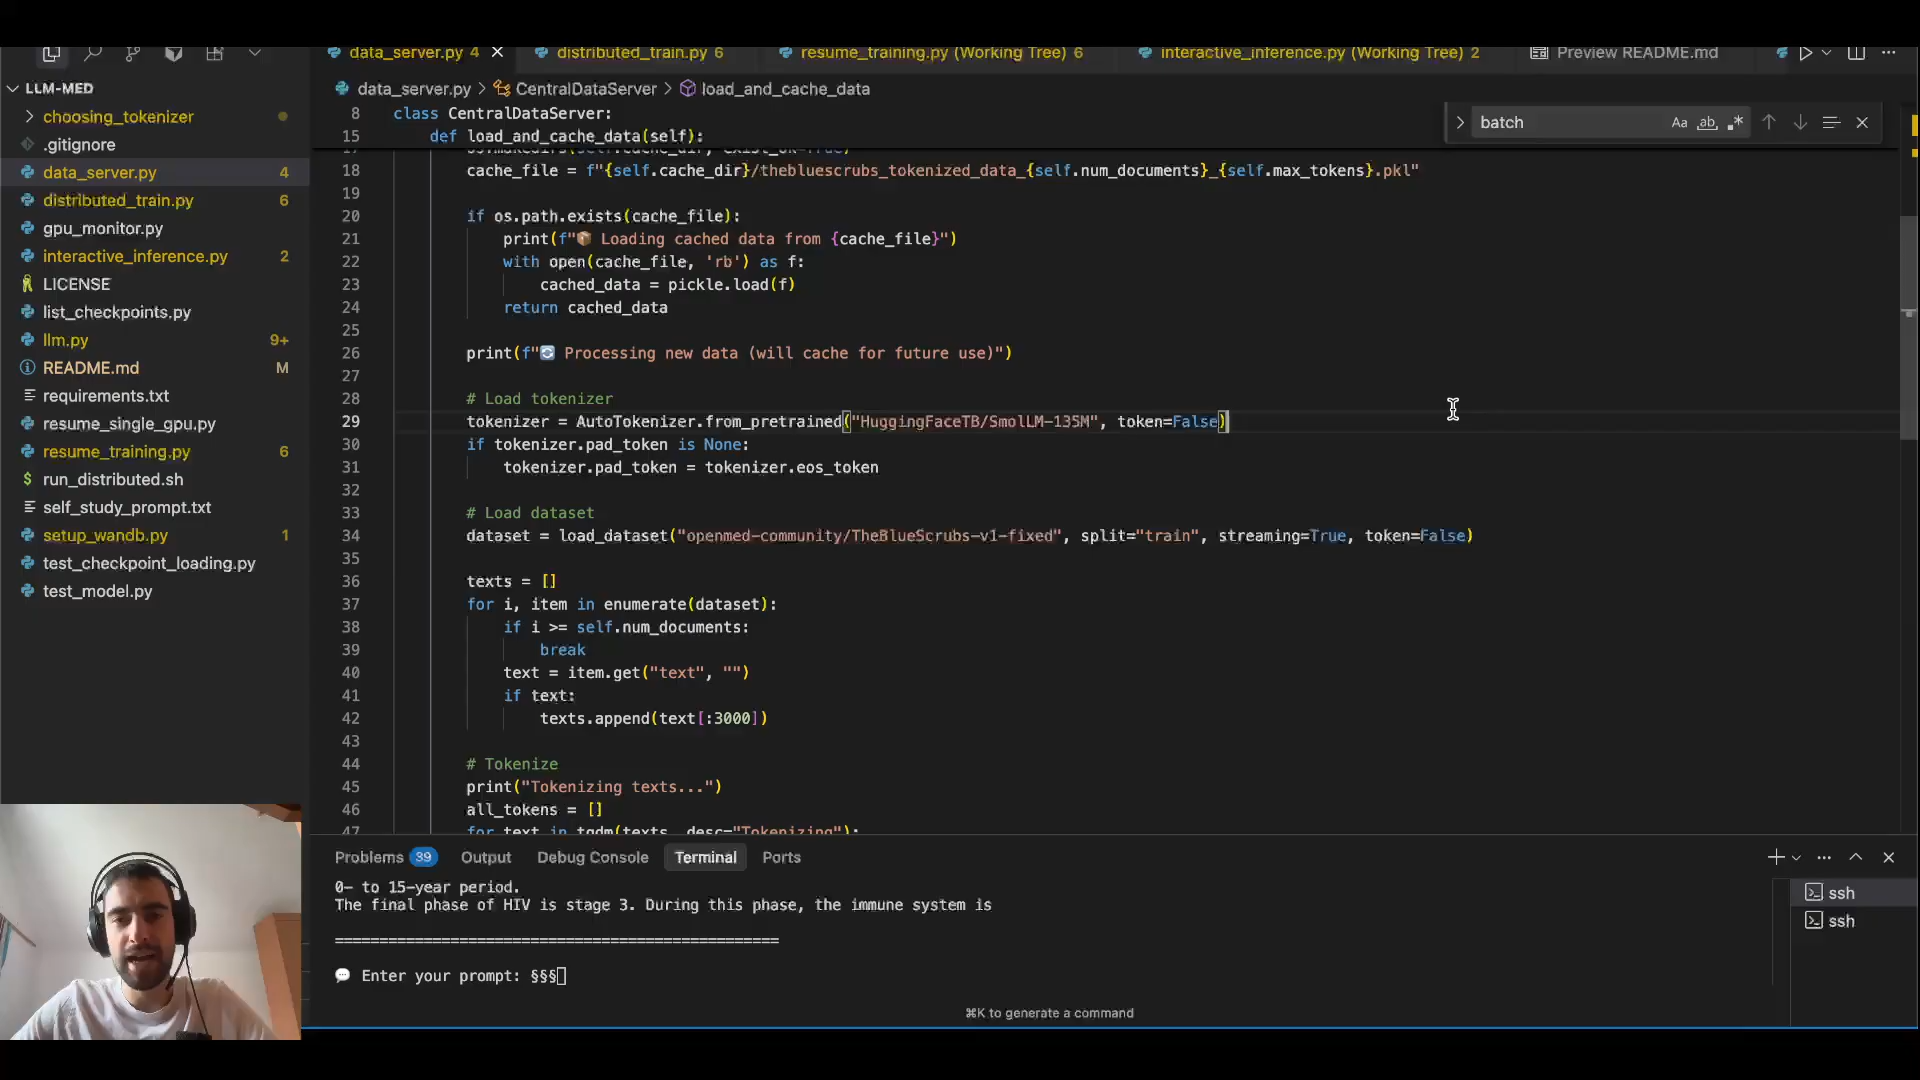 data_server.py 4
distributed_train.py 6
resume_training.py (Working Tree) 6
interactive_inference.py (Working Tree) 2
Preview README.md
LLM-MED
choosing_tokenizer
.gitignore
data_server.py 4
distributed_train.py 6
gpu_monitor.py
interactive_inference.py 2
LICENSE
list_checkpoints.py
llm.py 9+
README.md M
requirements.txt
resume_single_gpu.py
resume_training.py 6
run_distributed.sh
self_study_prompt.txt
setup_wandb.py 1
test_checkpoint_loading.py
test_model.py
data_server.py > CentralDataServer > load_and_cache_data
batch
Aa ab
8 class CentralDataServer:
15 def load_and_cache_data(self):
18 cache_file = f"{self.cache_dir}/thebluescrubs_tokenized_data_{self.num_documents}_{self.max_tokens}.pkl"
19
20 if os.path.exists(cache_file):
21 print(f"📦 Loading cached data from {cache_file}")
22 with open(cache_file, 'rb') as f:
23 cached_data = pickle.load(f)
24 return cached_data
25
26 print(f"🔄 Processing new data (will cache for future use)")
27
28 # Load tokenizer
29 tokenizer = AutoTokenizer.from_pretrained("HuggingFaceTB/SmolLM-135M", token=False)
30 if tokenizer.pad_token is None:
31 tokenizer.pad_token = tokenizer.eos_token
32
33 # Load dataset
34 dataset = load_dataset("openmed-community/TheBlueScrubs-v1-fixed", split="train", streaming=True, token=False)
35
36 texts = []
37 for i, item in enumerate(dataset):
38 if i >= self.num_documents:
39 break
40 text = item.get("text", "")
41 if text:
42 texts.append(text[:3000])
43
44 # Tokenize
45 print("Tokenizing texts...")
46 all_tokens = []
47 for text in tqdm(texts, desc="Tokenizing"):
Problems 39 Output Debug Console Terminal Ports
0- to 15-year period.
The final phase of HIV is stage 3. During this phase, the immune system is
==================================================
💬 Enter your prompt: §§§
⌘K to generate a command
ssh
ssh